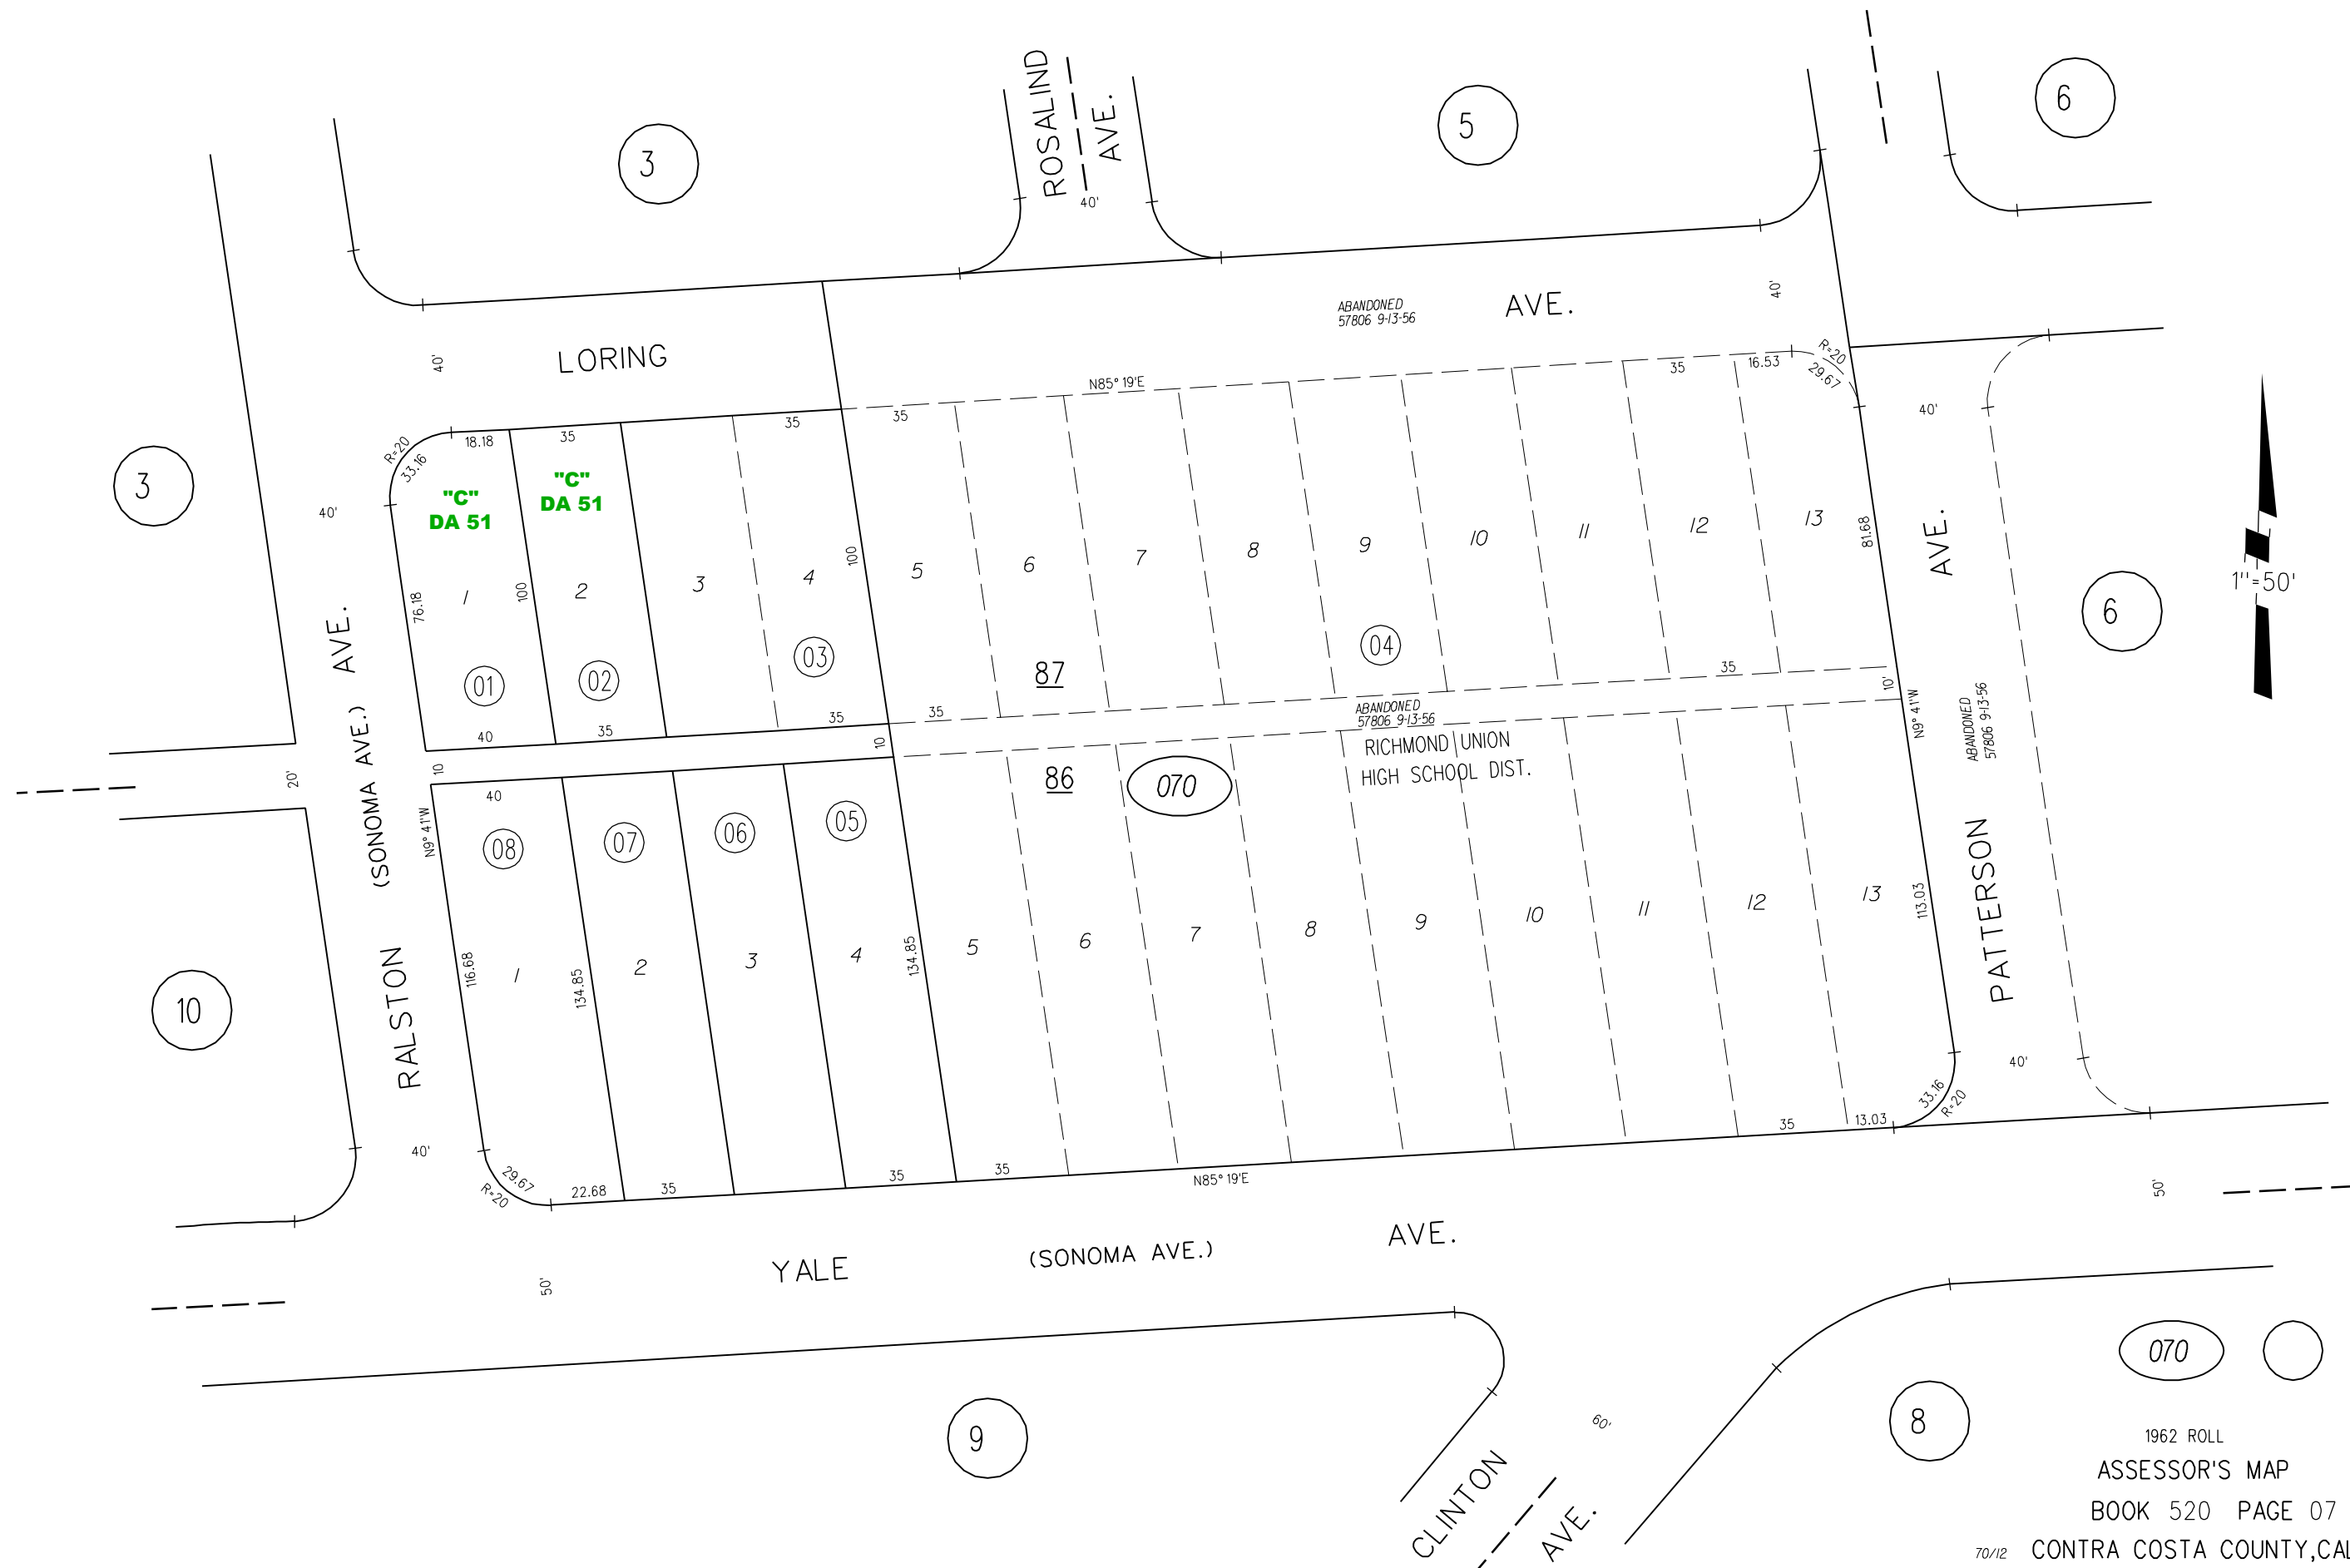 ROSALIND
AVE.
40'
3
5
6
LORING
AVE.
40'
ABANDONED
57806 9-13-56
40'
N85° 19'E
R=20
33.16
18.18
35
35
35
35
16.53
R=20
29.67
40'
3
40'
"C"
DA 51
"C"
DA 51
76.18
100
100
81.68
1
2
3
4
5
6
7
8
9
10
11
12
13
01
02
03
04
87
40
35
35
35
35
10'
1"=50'
6
AVE.
PATTERSON
N9° 41'W
ABANDONED
57806 9-13-56
ABANDONED
57806 9-13-56
RICHMOND UNION
HIGH SCHOOL DIST.
86
070
20'
10
10
40
N9° 41'W
RALSTON
(SONOMA AVE.)
AVE.
08
07
06
05
116.68
134.85
134.85
113.03
1
2
3
4
5
6
7
8
9
10
11
12
13
10
40'
29.67
R=20
22.68
35
35
35
N85° 19'E
35
13.03
33.16
R=20
40'
50'
50'
YALE
(SONOMA AVE.)
AVE.
60'
CLINTON
AVE.
9
8
070
1962 ROLL
ASSESSOR'S MAP
BOOK 520 PAGE 07
70/12 CONTRA COSTA COUNTY,CAL